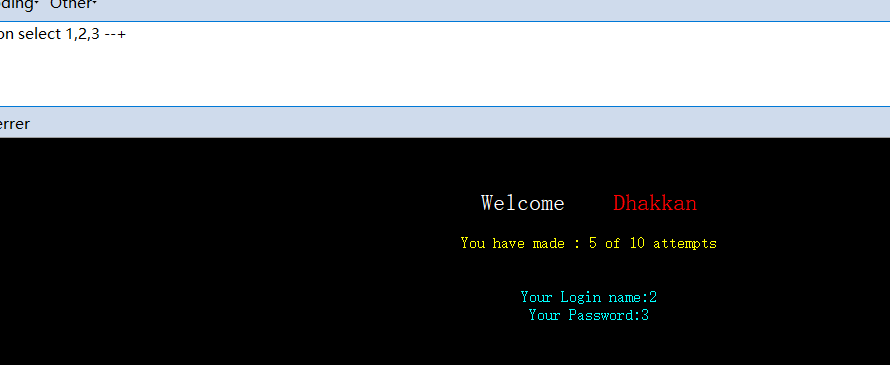 Other
on select 1,2,3 --+
errer
Welcome Dhakkan
You have made : 5 of 10 attempts
Your Login name:2
Your Password:3